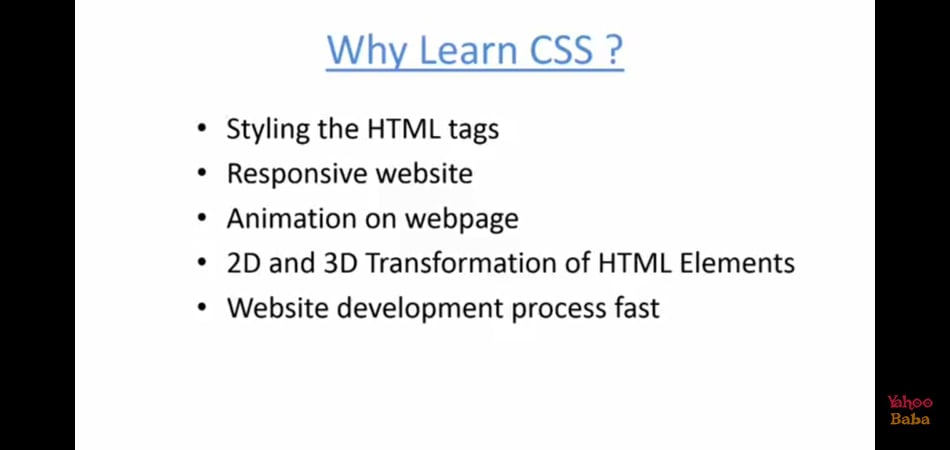 Why Learn CSS ?
• Styling the HTML tags
• Responsive website
• Animation on webpage
• 2D and 3D Transformation of HTML Elements
• Website development process fast
Yahoo
Baba